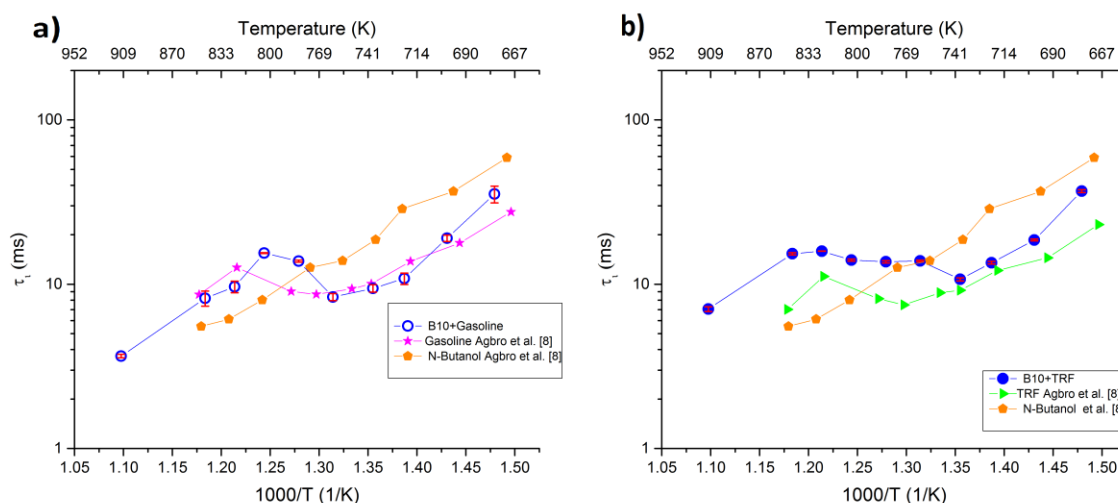 a)
Temperature (K)
952 909 870 833 800 769 741 714 690 667
100
10
1
τι (ms)
B10+Gasoline
Gasoline Agbro et al. [8]
N-Butanol Agbro et al. [8]
1.05 1.10 1.15 1.20 1.25 1.30 1.35 1.40 1.45 1.50
1000/T (1/K)
b)
Temperature (K)
952 909 870 833 800 769 741 714 690 667
100
10
1
τι (ms)
B10+TRF
TRF Agbro et al. [8]
N-Butanol et al. [8
1.05 1.10 1.15 1.20 1.25 1.30 1.35 1.40 1.45 1.50
1000/T (1/K)